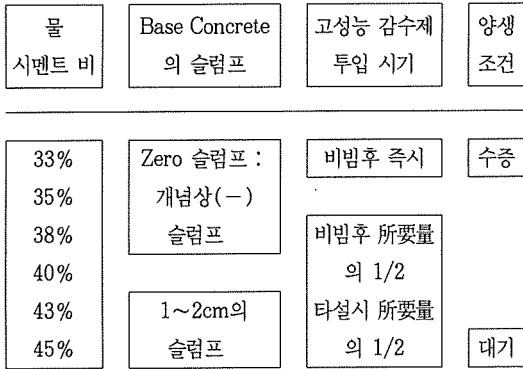 물
시멘트 비
Base Concrete
의 슬럼프
고성능 감수제
투입 시기
양생
조건
33%
35%
38%
40%
43%
45%
Zero 슬럼프 :
개념상(-)
슬럼프
1~2cm의
슬럼프
비빔후 즉시
비빔후 所要量
의 1/2
타설시 所要量
의 1/2
수중
대기